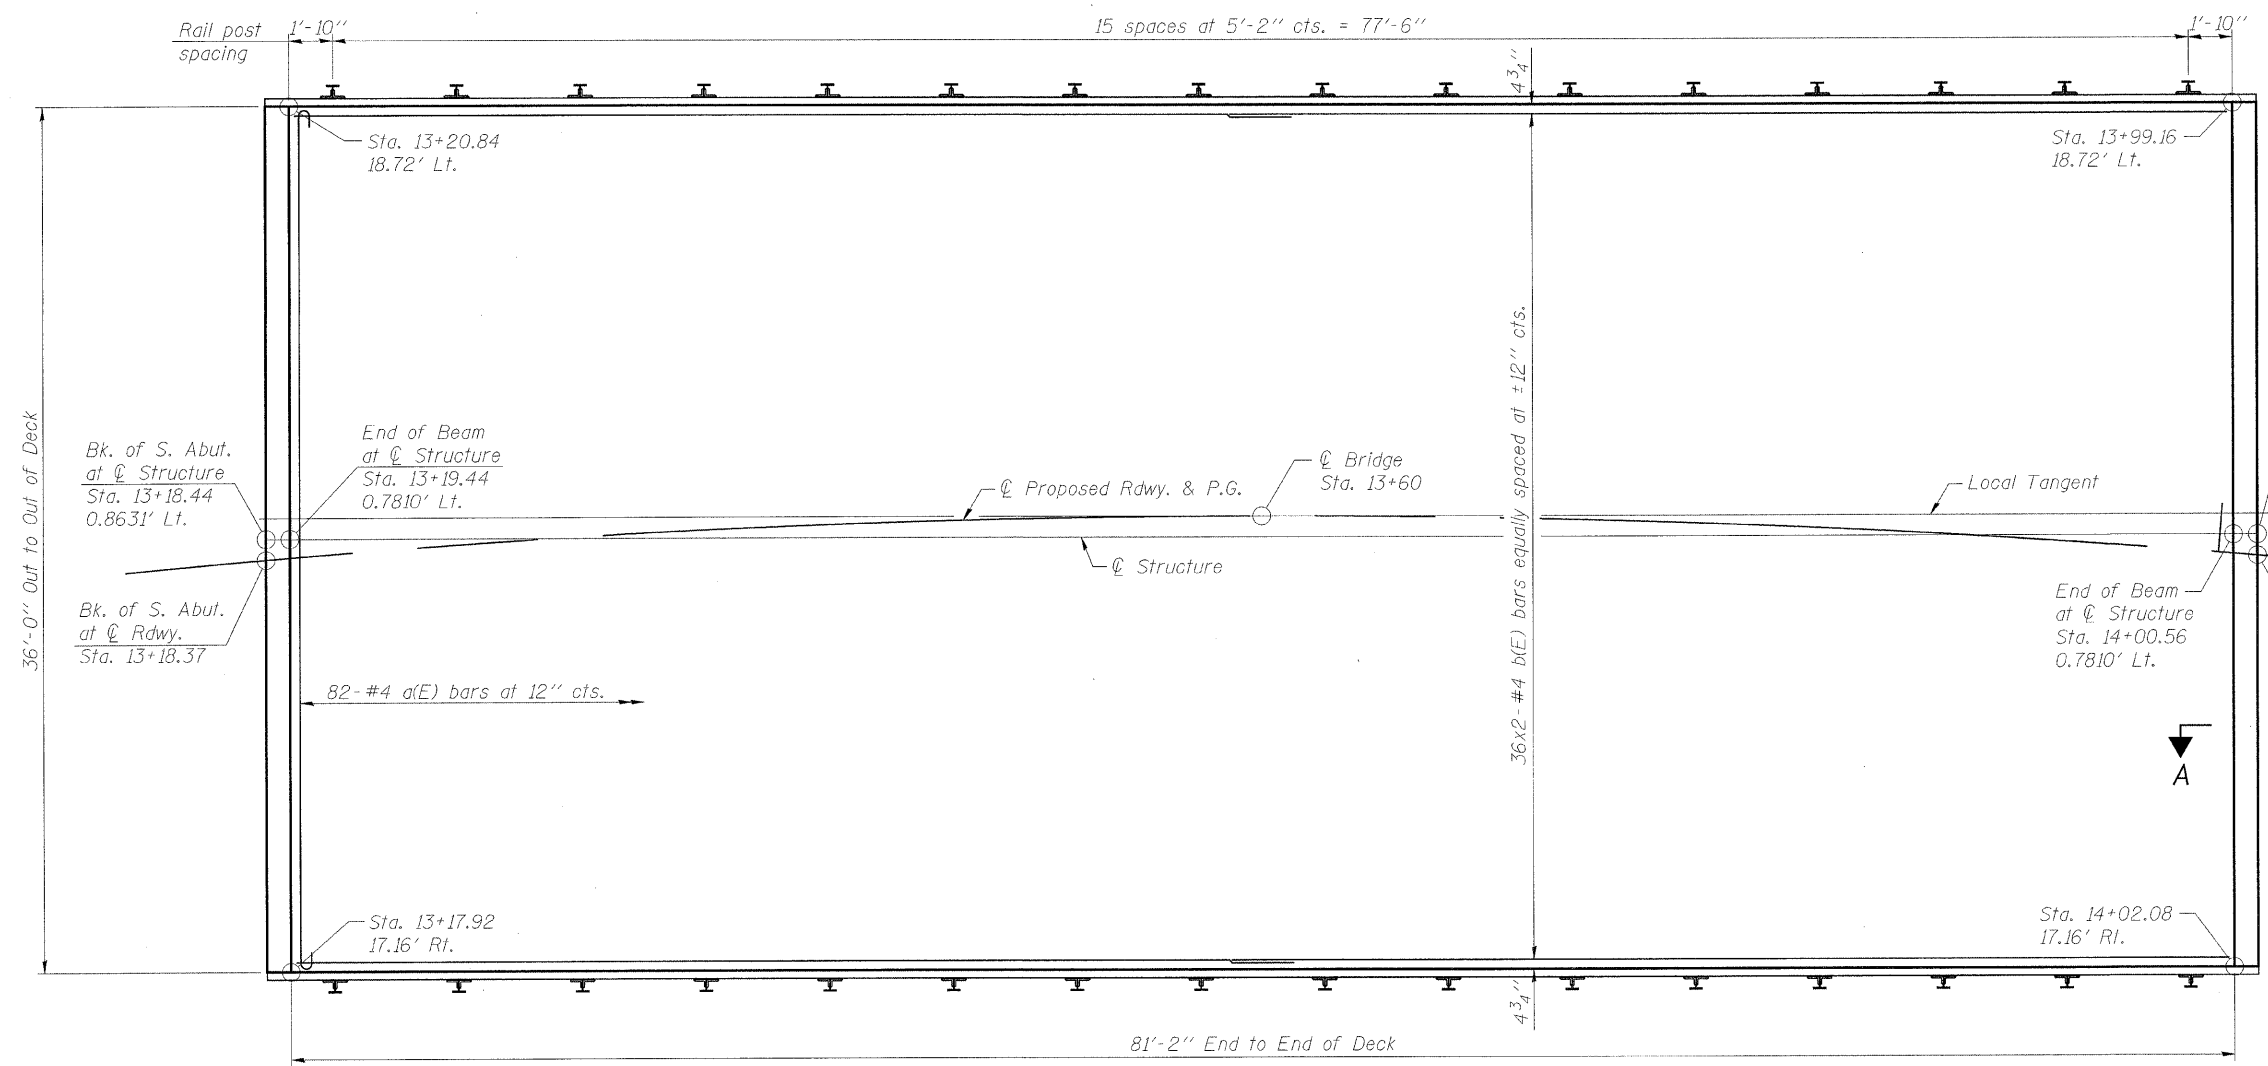 Rail post
spacing
1'-10"
15 spaces at 5'-2" cts. = 77'-6"
1'-10"
4 3/4"
Sta. 13+20.84
18.72' Lt.
Sta. 13+99.16
18.72' Lt.
36'-0" Out to Out of Deck
Bk. of S. Abut.
at ℄ Structure
Sta. 13+18.44
0.8631' Lt.
End of Beam
at ℄ Structure
Sta. 13+19.44
0.7810' Lt.
℄ Proposed Rdwy. & P.G.
℄ Bridge
Sta. 13+60
Local Tangent
℄ Structure
36x2-#4 b(E) bars equally spaced at ±12" cts.
Bk. of S. Abut.
at ℄ Rdwy.
Sta. 13+18.37
End of Beam
at ℄ Structure
Sta. 14+00.56
0.7810' Lt.
82-#4 a(E) bars at 12" cts.
A
Sta. 13+17.92
17.16' Rt.
Sta. 14+02.08
17.16' Rt.
4 3/4"
81'-2" End to End of Deck